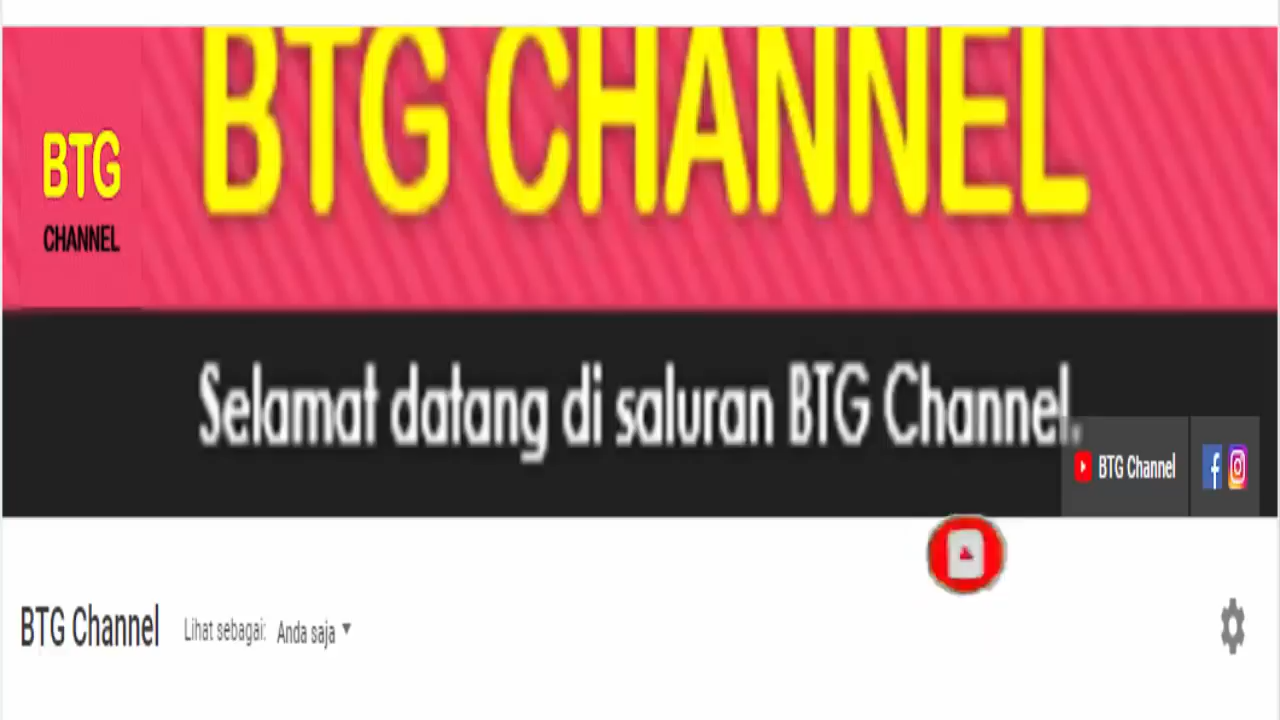 BTG CHANNEL
BTG
CHANNEL
Selamat datang di saluran BTG Channel.
BTG Channel
BTG Channel Lihat sebagai: Anda saja